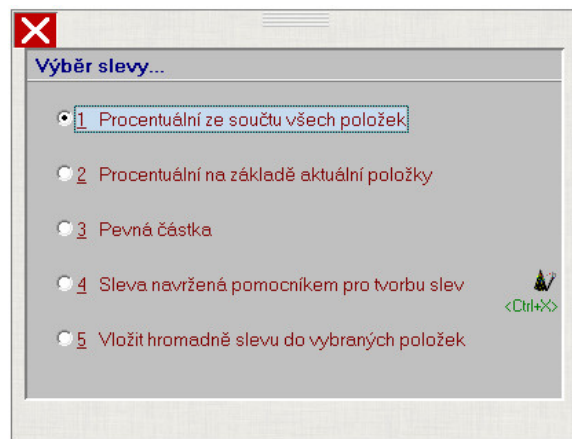 Výběr slevy...
1 Procentuální ze součtu všech položek
2 Procentuální na základě aktuální položky
3 Pevná částka
4 Sleva navržená pomocníkem pro tvorbu slev
<Ctrl+X>
5 Vložit hromadně slevu do vybraných položek